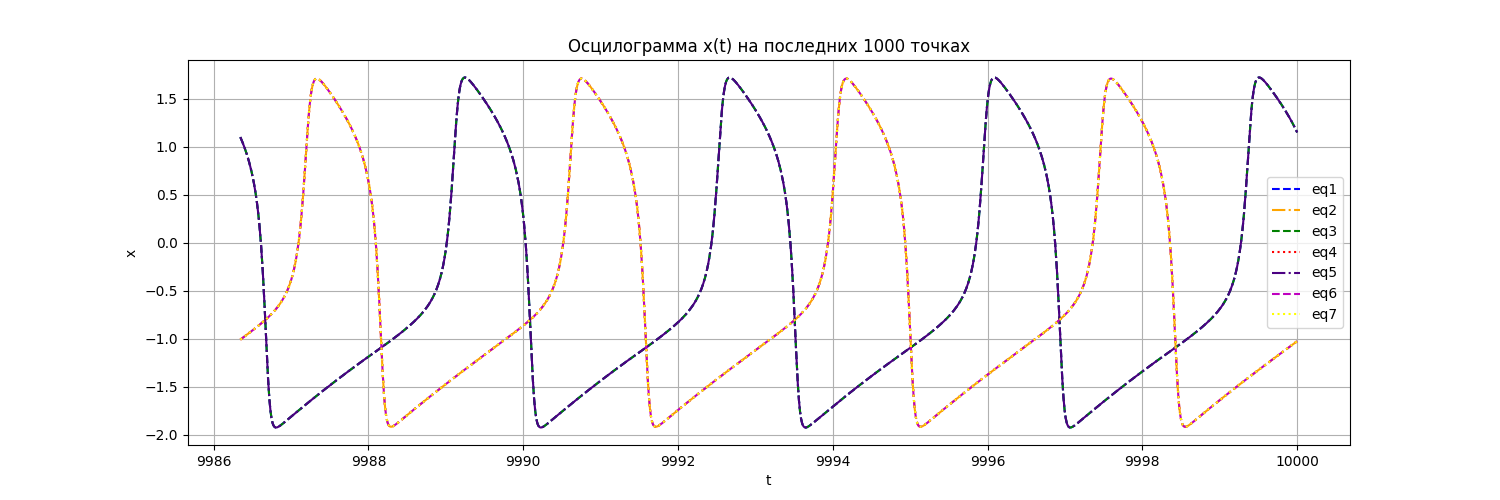 Осцилограмма x(t) на последних 1000 точках
x
1.5
1.0
0.5
0.0
−0.5
−1.0
−1.5
−2.0
eq1
eq2
eq3
eq4
eq5
eq6
eq7
9986
9988
9990
9992
9994
9996
9998
10000
t